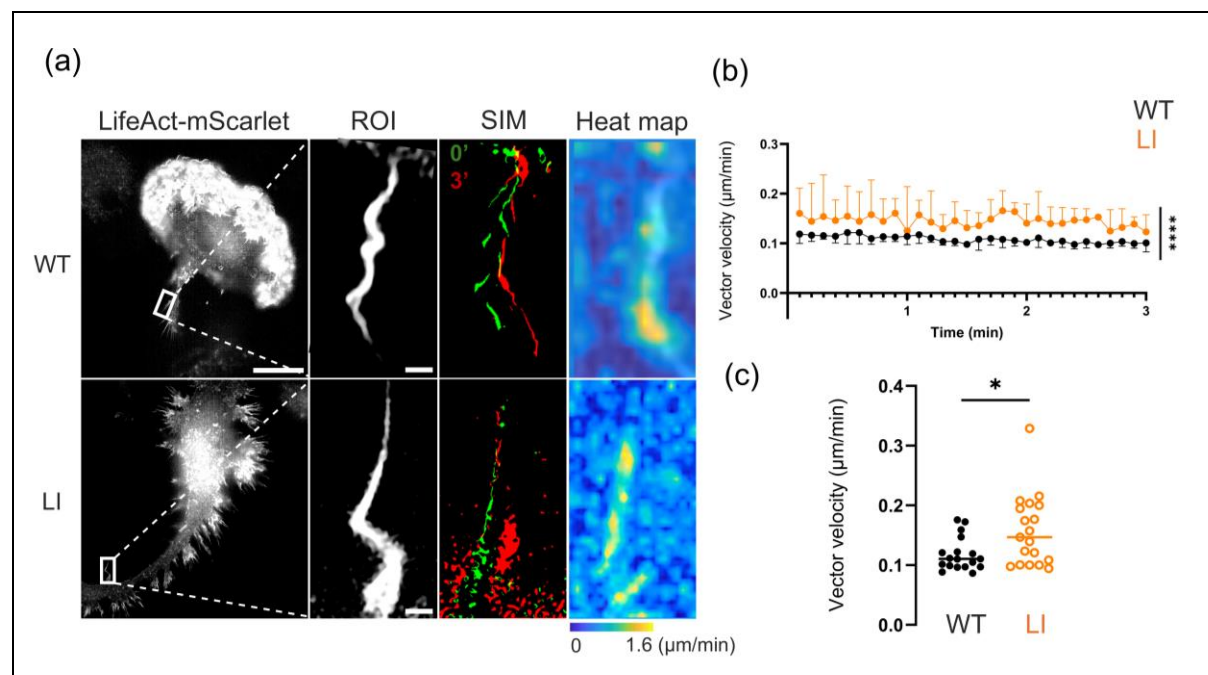 (a)
LifeAct-mScarlet ROI SIM Heat map
0'
3'
WT
LI
0 1.6 (µm/min)
(b)
WT
LI
Vector velocity (µm/min)
0.3
0.2
0.1
0.0
1 2 3
Time (min)
****
(c)
Vector velocity (µm/min)
0.4
0.3
0.2
0.1
0.0
*
WT LI